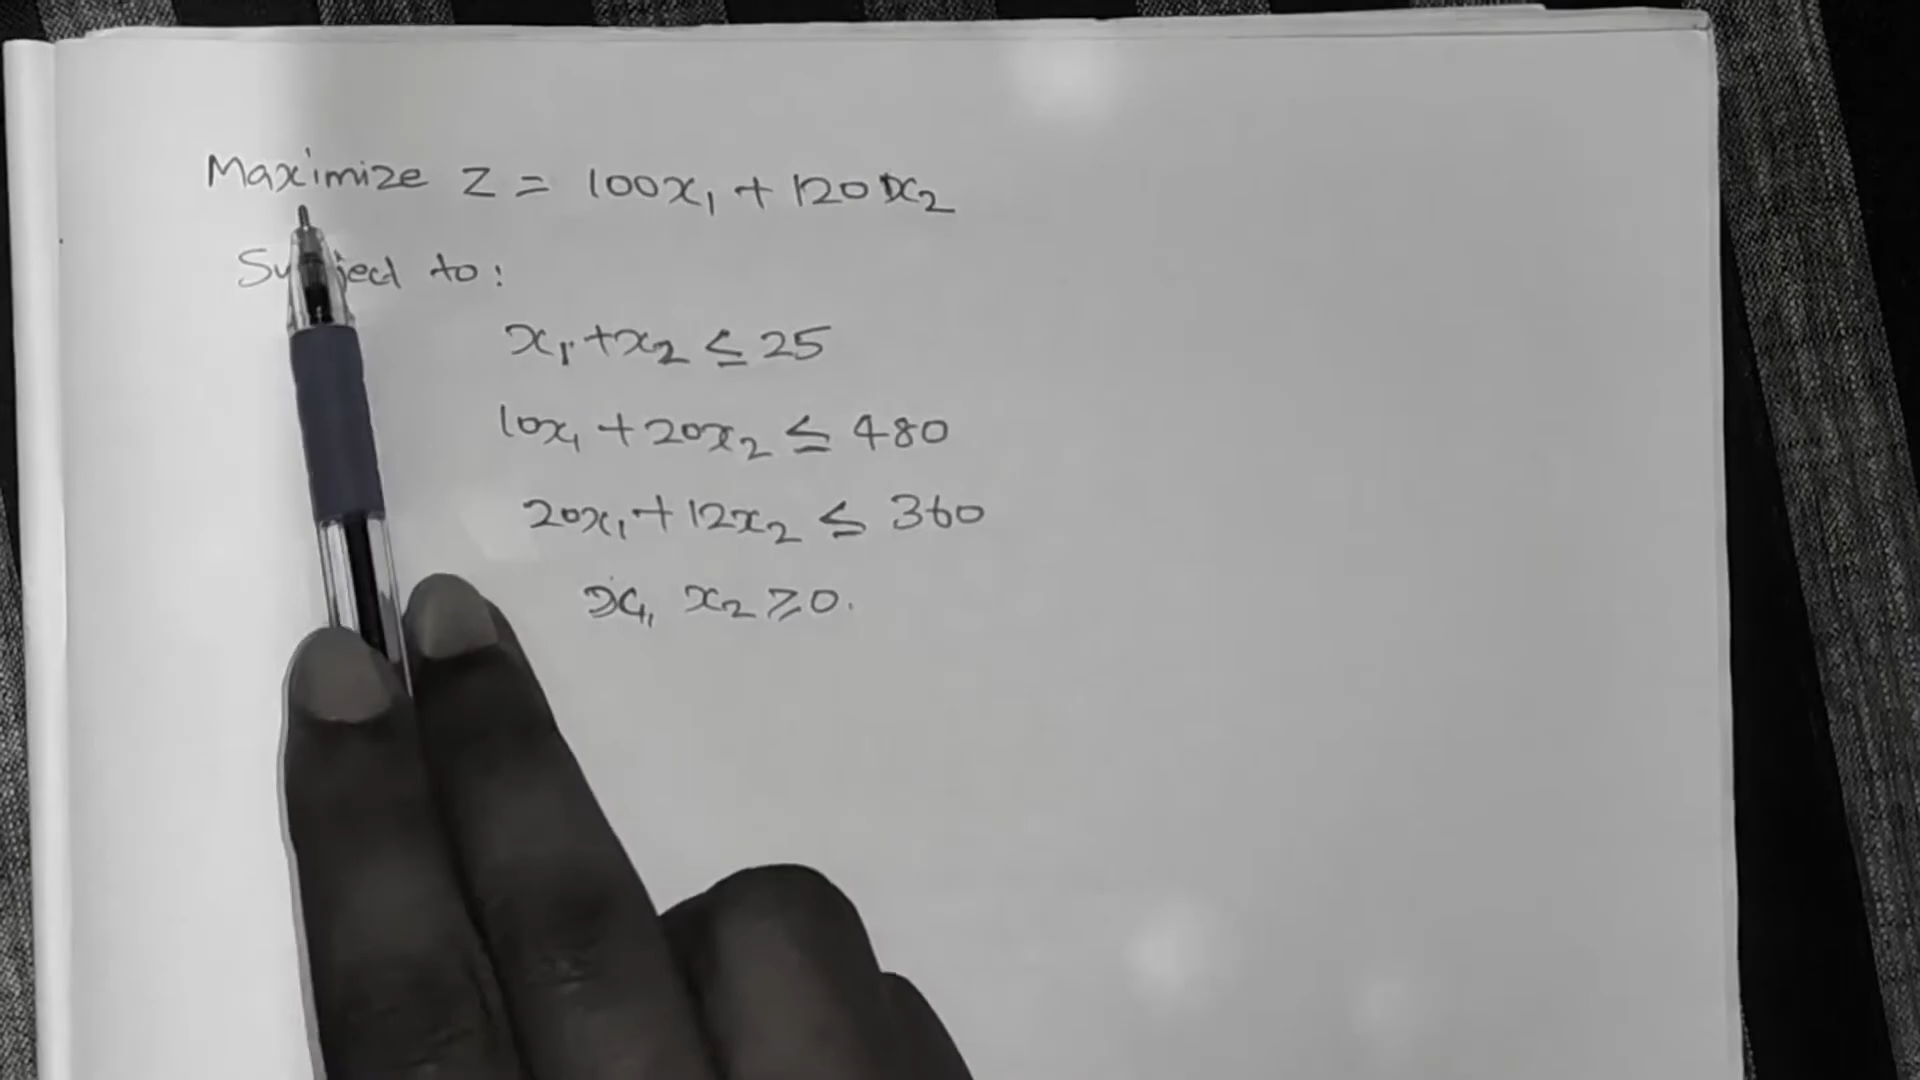 Maximize Z = 100x₁ + 120x₂
Subject to:
x₁ + x₂ ≤ 25
10x₁ + 20x₂ ≤ 480
20x₁ + 12x₂ ≤ 360
x₁, x₂ ≥ 0.